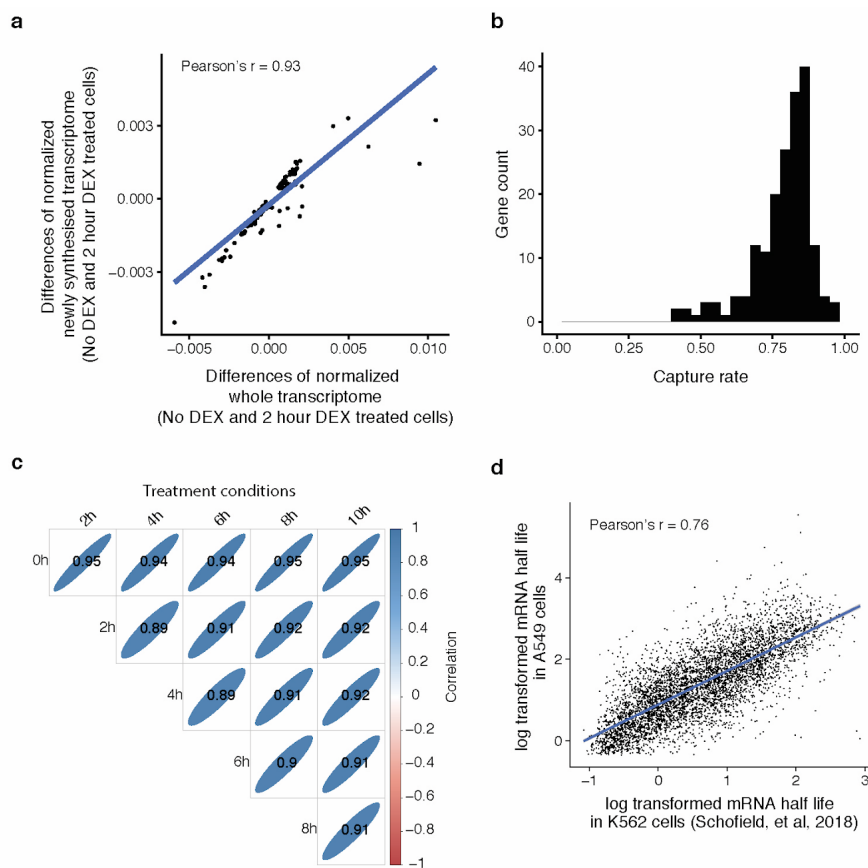 a
Pearson's r = 0.93
Differences of normalized
newly synthesised transcriptome
(No DEX and 2 hour DEX treated cells)
0.003
0.000
−0.003
−0.005
0.000
0.005
0.010
Differences of normalized
whole transcriptome
(No DEX and 2 hour DEX treated cells)
b
Gene count
40
30
20
10
0
0.00
0.25
0.50
0.75
1.00
Capture rate
c
Treatment conditions
2h
4h
6h
8h
10h
0h
0.95
0.94
0.94
0.95
0.95
2h
0.89
0.91
0.92
0.92
4h
0.89
0.91
0.92
6h
0.9
0.91
8h
0.91
1
0.8
0.6
0.4
0.2
0
−0.2
−0.4
−0.6
−0.8
−1
Correlation
d
Pearson's r = 0.76
log transformed mRNA half life
in A549 cells
4
2
0
−1
0
1
2
3
log transformed mRNA half life
in K562 cells (Schofield, et al, 2018)